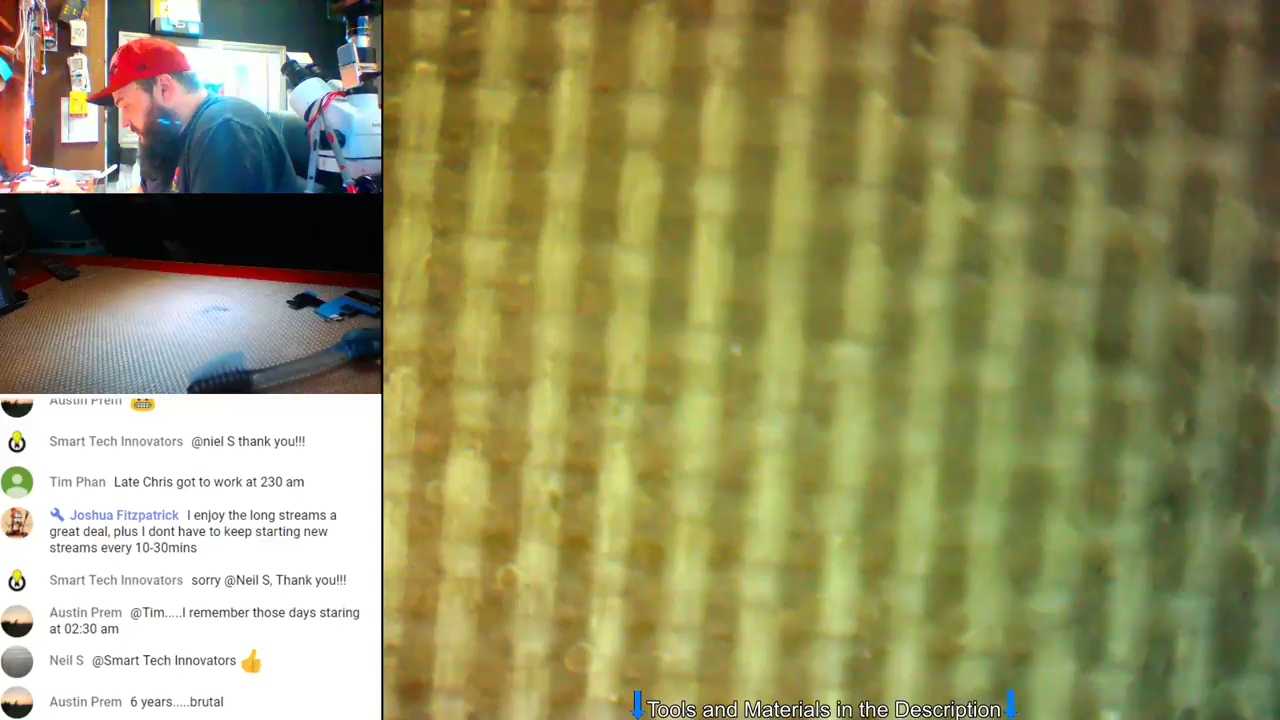 Austin Prem
Smart Tech Innovators @niel S thank you!!!
Tim Phan Late Chris got to work at 230 am
Joshua Fitzpatrick I enjoy the long streams a
great deal, plus I dont have to keep starting new
streams every 10-30mins
Smart Tech Innovators sorry @Neil S, Thank you!!!
Austin Prem @Tim.....I remember those days staring
at 02:30 am
Neil S @Smart Tech Innovators 👍
Austin Prem 6 years.....brutal
Tools and Materials in the Description